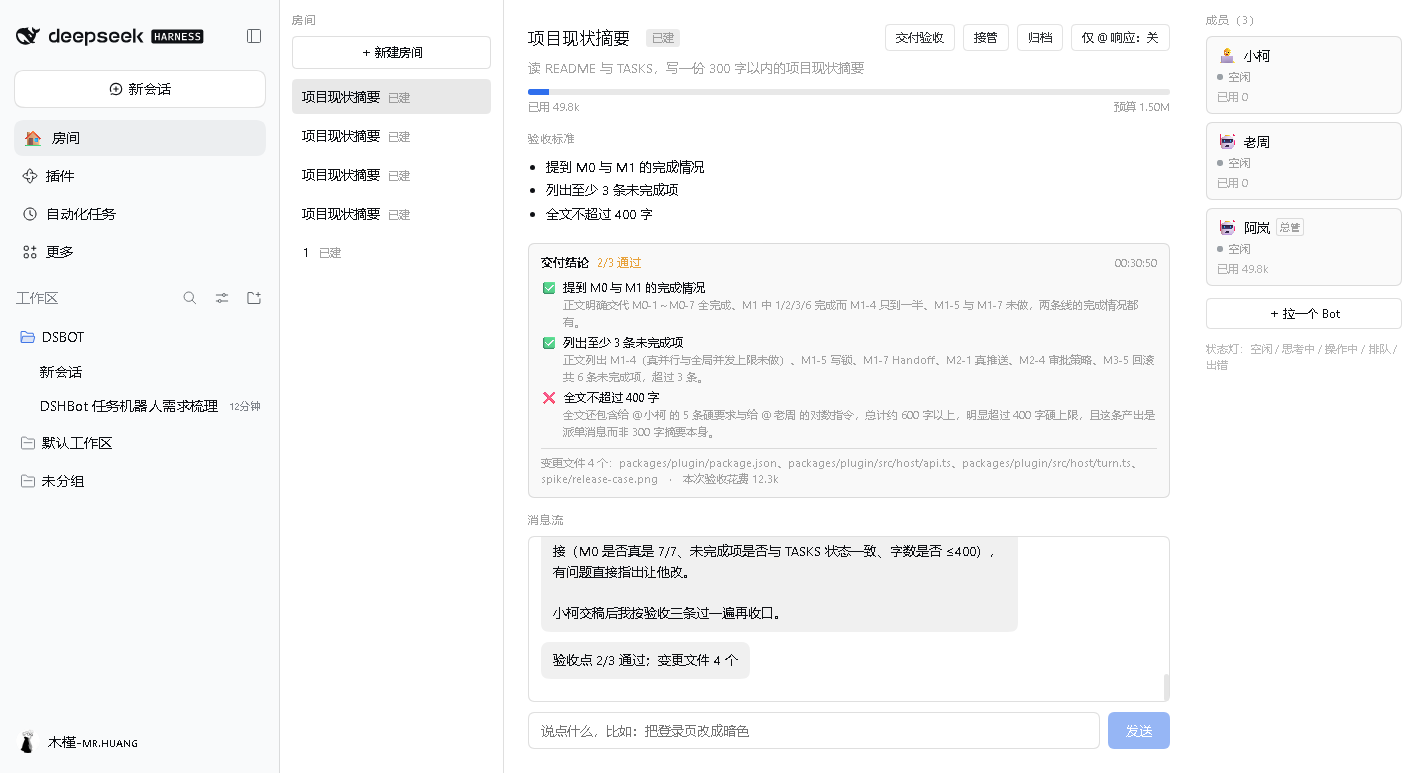 deepseek HARNESS
新会话
房间
插件
自动化任务
更多
工作区
DSBOT
新会话
DSHBot 任务机器人需求梳理 12分钟
默认工作区
未分组
木槿-MR.HUANG
房间
+ 新建房间
项目现状摘要 已建
项目现状摘要 已建
项目现状摘要 已建
项目现状摘要 已建
1 已建
项目现状摘要 已建
交付验收 接管 归档 仅 @ 响应：关
读 README 与 TASKS，写一份 300 字以内的项目现状摘要
已用 49.8k 预算 1.50M
验收标准
• 提到 M0 与 M1 的完成情况
• 列出至少 3 条未完成项
• 全文不超过 400 字
交付结论 2/3 通过 00:30:50
✅ 提到 M0 与 M1 的完成情况
正文明确交代 M0-1～M0-7 全完成、M1 中 1/2/3/6 完成而 M1-4 只到一半、M1-5 与 M1-7 未做，两条线的完成情况都
有。
✅ 列出至少 3 条未完成项
正文列出 M1-4（真并行与全局并发上限未做）、M1-5 写锁、M1-7 Handoff、M2-1 真推送、M2-4 审批策略、M3-5 回滚
共 6 条未完成项，超过 3 条。
❌ 全文不超过 400 字
全文还包含给 @小柯 的 5 条硬要求与给 @ 老周 的对数指令，总计约 600 字以上，明显超过 400 字硬上限，且这条产出是
派单消息而非 300 字摘要本身。
变更文件 4 个：packages/plugin/package.json、packages/plugin/src/host/api.ts、packages/plugin/src/host/turn.ts、
spike/release-case.png · 本次验收花费 12.3k
消息流
接（M0 是否真是 7/7、未完成项是否与 TASKS 状态一致、字数是否 ≤400），
有问题直接指出让他改。
小柯交稿后我按验收三条过一遍再收口。
验收点 2/3 通过；变更文件 4 个
说点什么，比如：把登录页改成暗色
发送
成员（3）
小柯
空闲
已用 0
老周
空闲
已用 0
阿岚 总管
空闲
已用 49.8k
+ 拉一个 Bot
状态灯：空闲 / 思考中 / 操作中 / 排队 /
出错